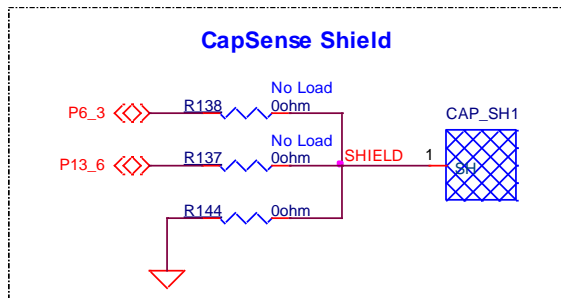 CapSense Shield
No Load
P6_3 R138 0ohm CAP_SH1
No Load
P13_6 R137 0ohm SHIELD 1 SH
R144 0ohm